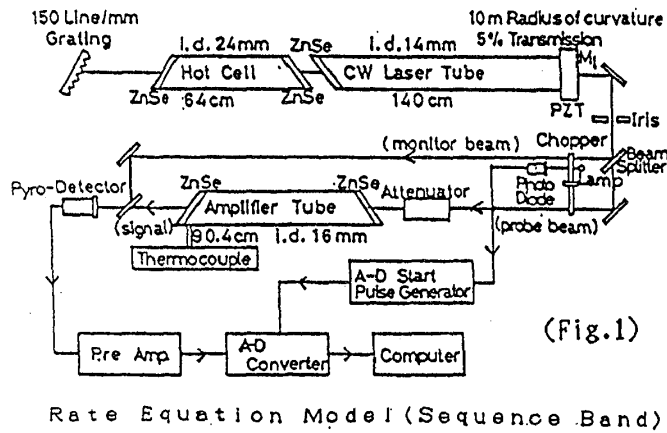 150 Line/mm
Grating
i.d. 24mm
ZnSe
i.d. 14mm
10m Radius of curvature
5% Transmission
Hot Cell
CW Laser Tube
M1
ZnSe
64cm
ZnSe
140cm
PZT
Iris
(monitor beam)
Chopper
Beam
Splitter
Pyro-Detector
ZnSe
ZnSe
Attenuator
Photo
Diode
Lamp
Amplifier Tube
(signal)
90.4cm
i.d. 16mm
(probe beam)
Thermocouple
A-D Start
Pulse Generator
(Fig.1)
Pre Amp.
A-D
Converter
Computer
Rate Equation Model (Sequence Band)